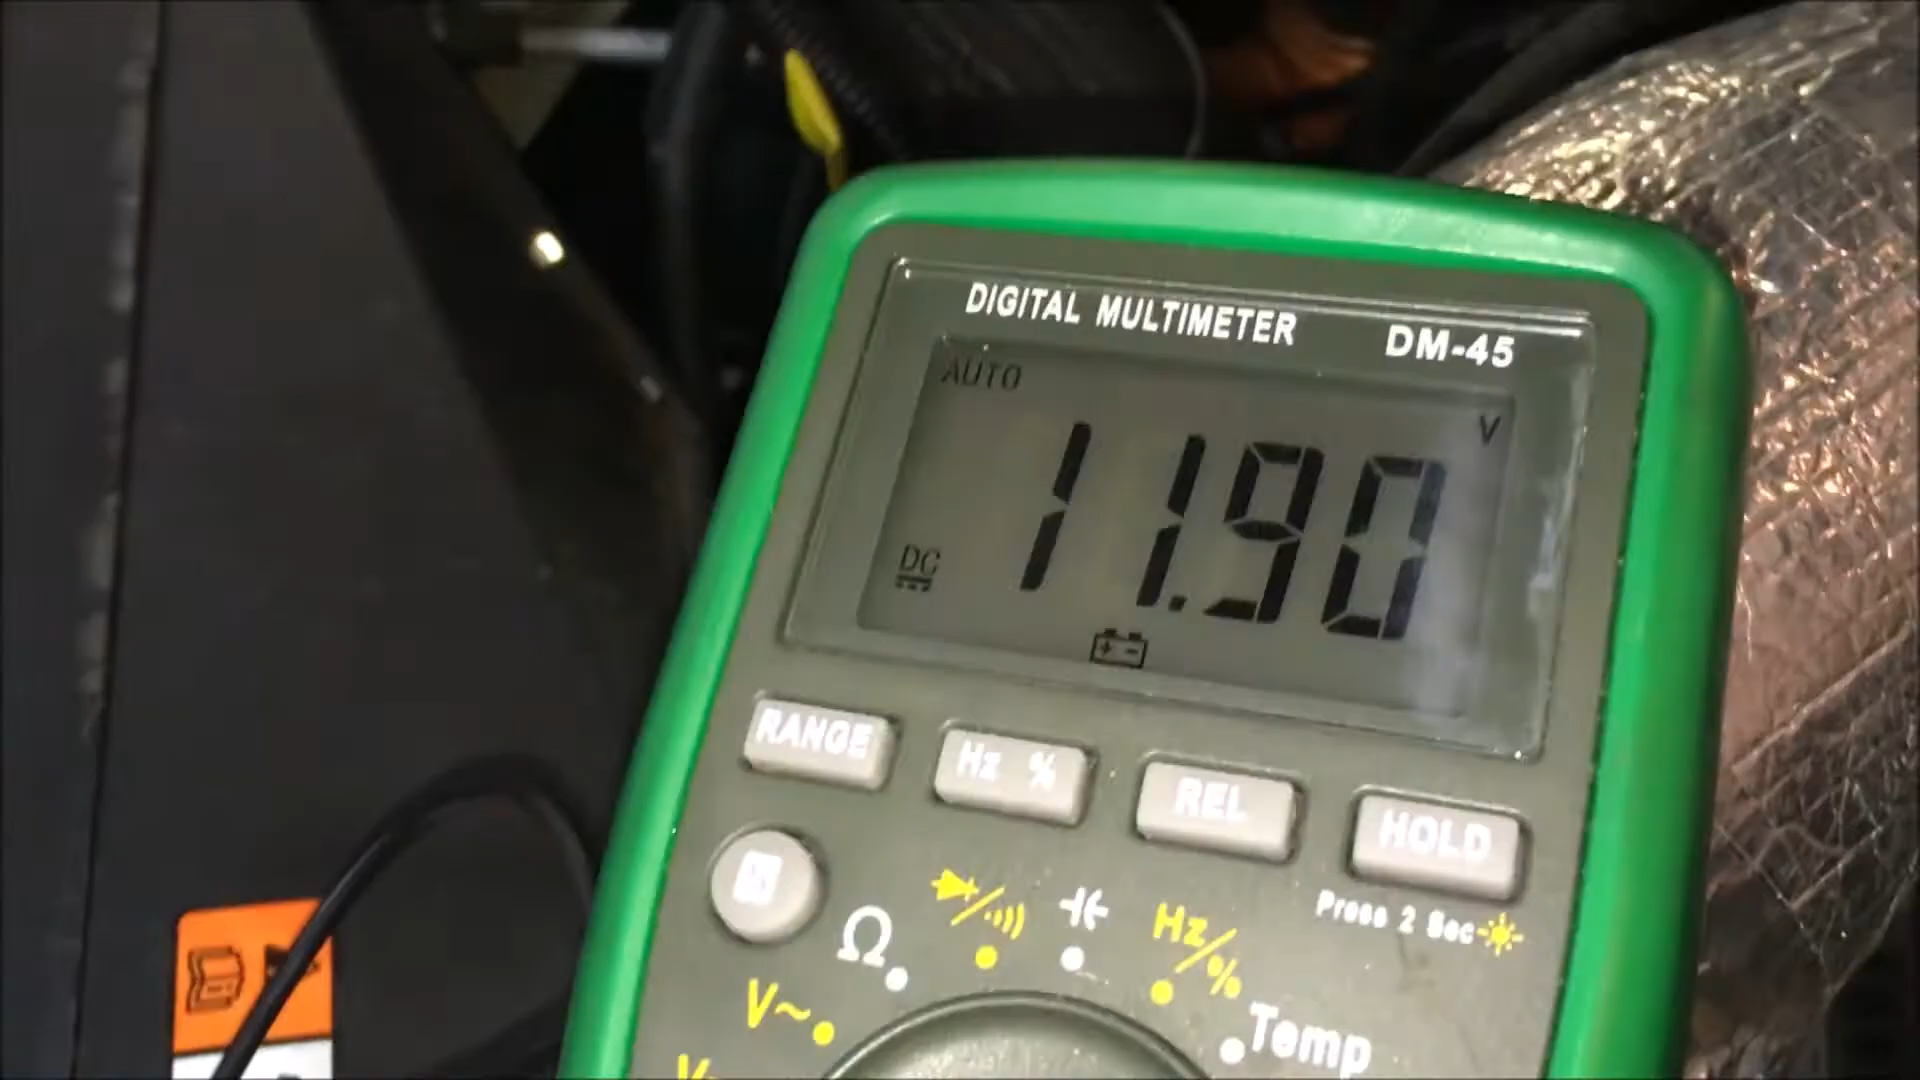 DIGITAL MULTIMETER DM-45
AUTO
V
11.90
DC
+ -
RANGE
Hz %
REL
HOLD
Press 2 Sec
Ω
Hz/%
V~
Temp